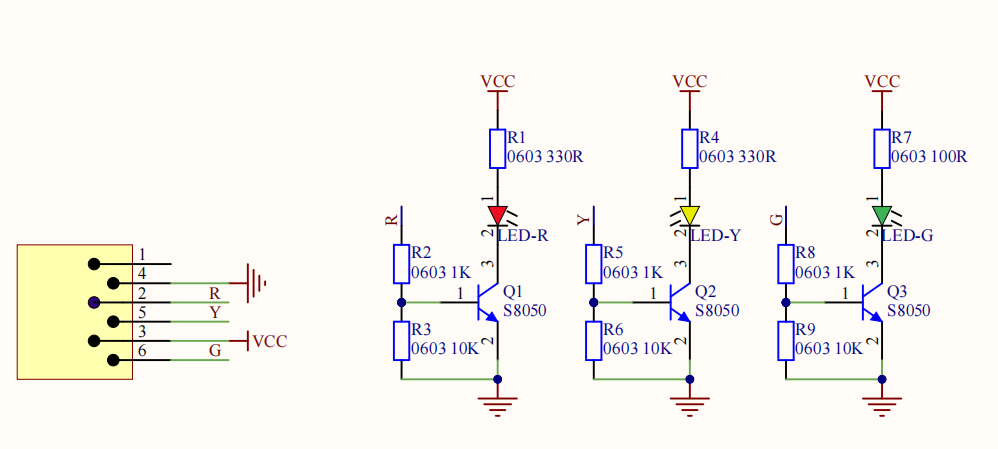 VCC
VCC
VCC
R1
0603 330R
R4
0603 330R
R7
0603 100R
1
1
1
R
Y
G
2
LED-R
2
LED-Y
2
LED-G
1
4
2
R
5
Y
3
VCC
6
G
R2
0603 1K
3
R5
0603 1K
3
R8
0603 1K
3
1
Q1
S8050
1
Q2
S8050
1
Q3
S8050
R3
0603 10K
2
R6
0603 10K
2
R9
0603 10K
2